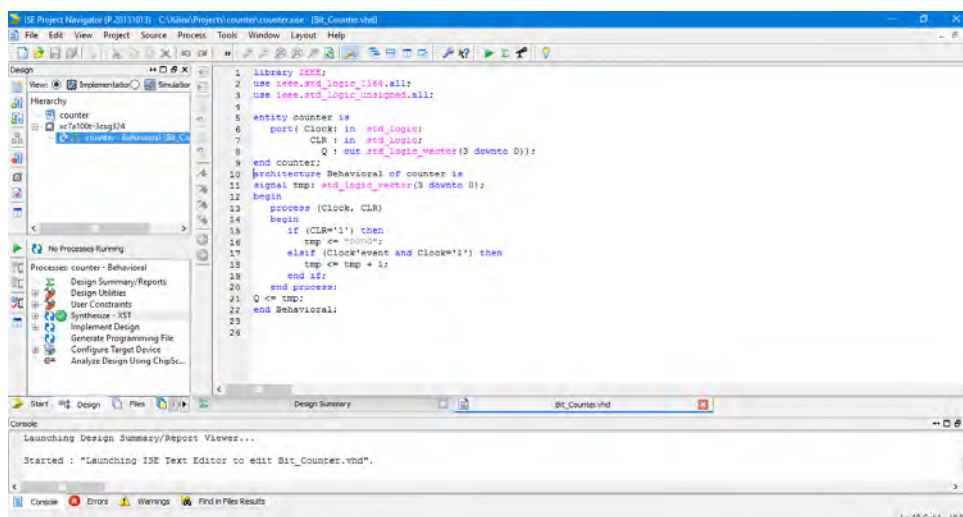 ISE Project Navigator (P.20131013) - C:\Xilinx\Projects\counter\counter.xise - [Bit_Counter.vhd]
File Edit View Project Source Process Tools Window Layout Help
Design
View: Implementation Simulation
Hierarchy
counter
xc7a100t-3csg324
counter - Behavioral (Bit_Co
No Processes Running
Processes: counter - Behavioral
Design Summary/Reports
Design Utilities
User Constraints
Synthesize - XST
Implement Design
Generate Programming File
Configure Target Device
Analyze Design Using ChipSc...
Start Design Files
1 library IEEE;
2 use ieee.std_logic_1164.all;
3 use ieee.std_logic_unsigned.all;
4
5 entity counter is
6 port( Clock: in std_logic;
7 CLR : in std_logic;
8 Q : out std_logic_vector(3 downto 0));
9 end counter;
10 architecture Behavioral of counter is
11 signal tmp: std_logic_vector(3 downto 0);
12 begin
13 process (Clock, CLR)
14 begin
15 if (CLR='1') then
16 tmp <= "0000";
17 elsif (Clock'event and Clock='1') then
18 tmp <= tmp + 1;
19 end if;
20 end process;
21 Q <= tmp;
22 end Behavioral;
23
24
Design Summary
Bit_Counter.vhd
Console
Launching Design Summary/Report Viewer...
Started : "Launching ISE Text Editor to edit Bit_Counter.vhd".
Console Errors Warnings Find in Files Results